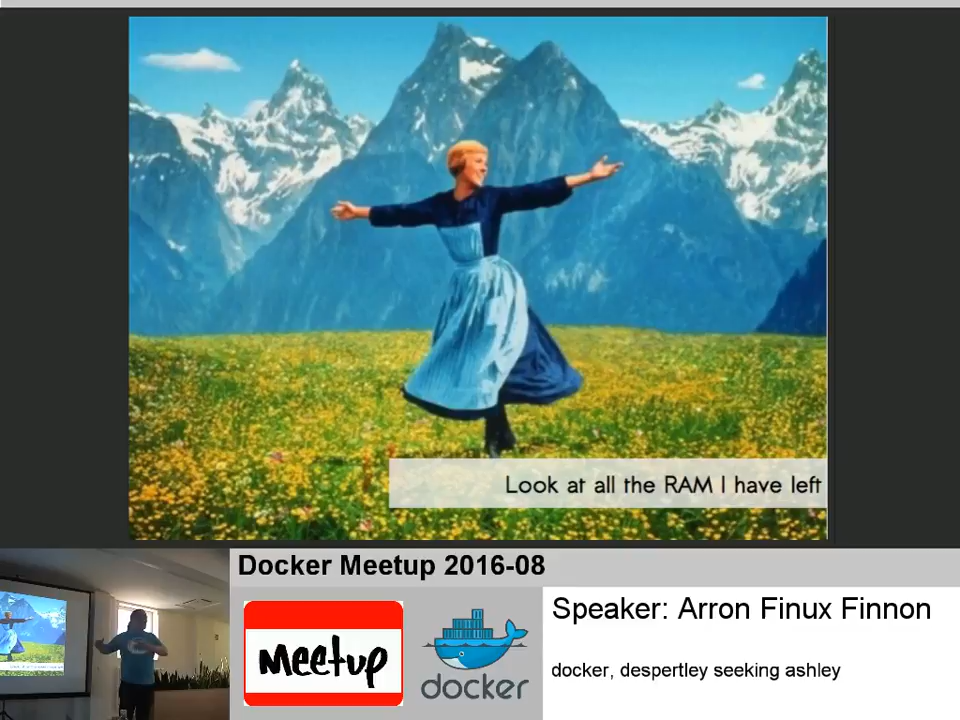 Look at all the RAM I have left
Docker Meetup 2016-08
Meetup
docker
Speaker: Arron Finux Finnon
docker, despertley seeking ashley